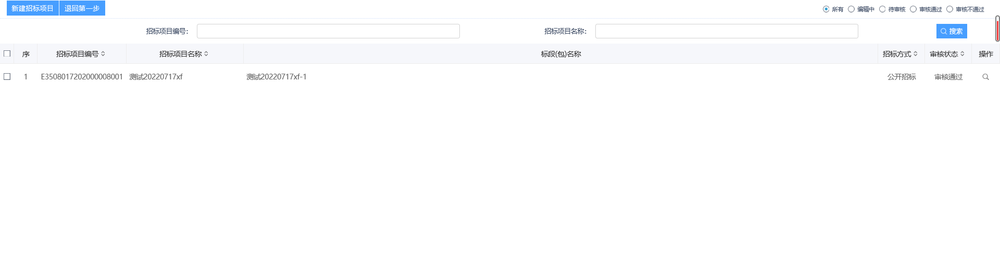 新建招标项目 退回第一步 所有 编辑中 待审核 审核通过 审核不通过
招标项目编号: 招标项目名称: 搜索
序 招标项目编号 招标项目名称 标段(包)名称 招标方式 审核状态 操作
1 E3508017202000008001 测试20220717xf 测试20220717xf-1 公开招标 审核通过